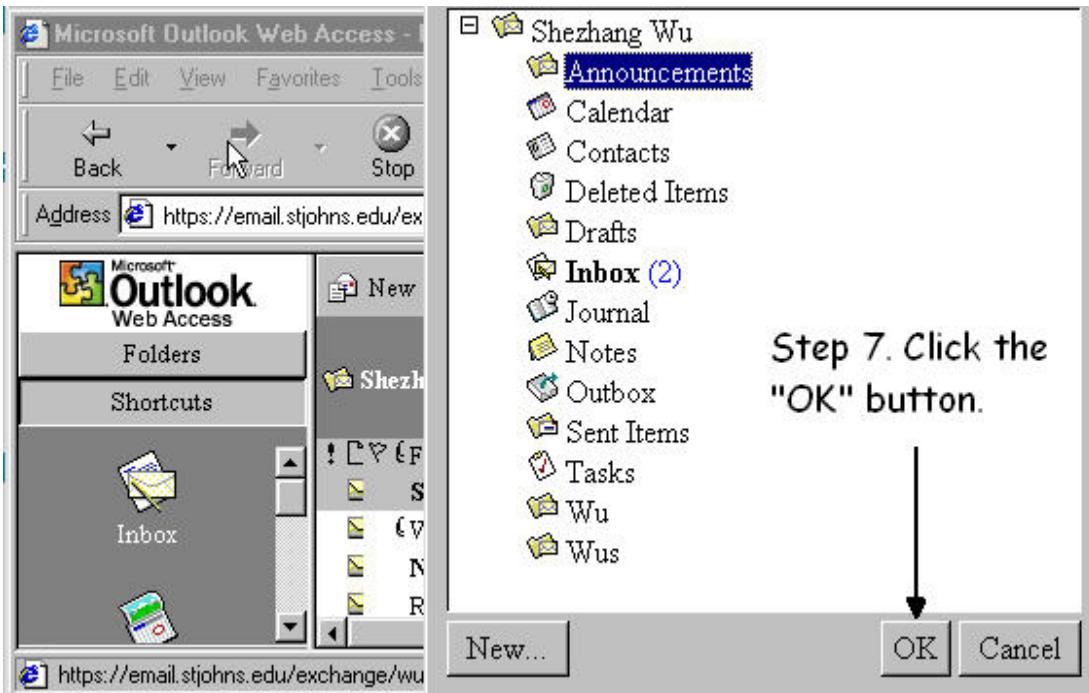 Microsoft Outlook Web Access -
File Edit View Favorites Tools
Back Forward Stop
Address https://email.stjohns.edu/ex
Microsoft
Outlook
Web Access
Folders
Shortcuts
Inbox
New
Shezh
https://email.stjohns.edu/exchange/wu
Shezhang Wu
Announcements
Calendar
Contacts
Deleted Items
Drafts
Inbox (2)
Journal
Notes
Outbox
Sent Items
Tasks
Wu
Wus
Step 7. Click the
"OK" button.
New... OK Cancel